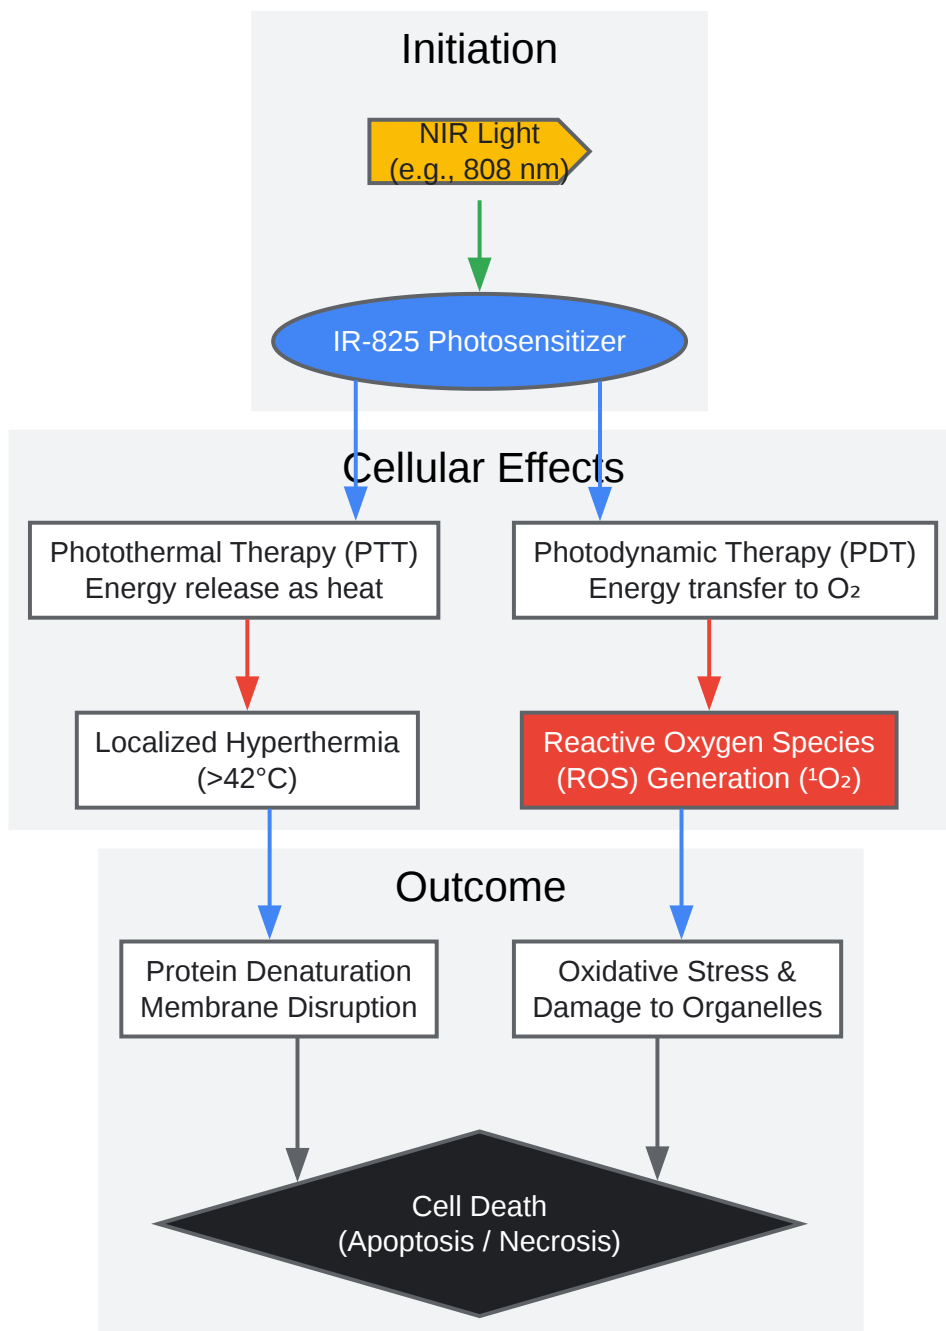 Initiation
NIR Light
(e.g., 808 nm)
IR-825 Photosensitizer
Cellular Effects
Photothermal Therapy (PTT)
Energy release as heat
Photodynamic Therapy (PDT)
Energy transfer to O₂
Localized Hyperthermia
(>42°C)
Reactive Oxygen Species
(ROS) Generation (¹O₂)
Outcome
Protein Denaturation
Membrane Disruption
Oxidative Stress &
Damage to Organelles
Cell Death
(Apoptosis / Necrosis)